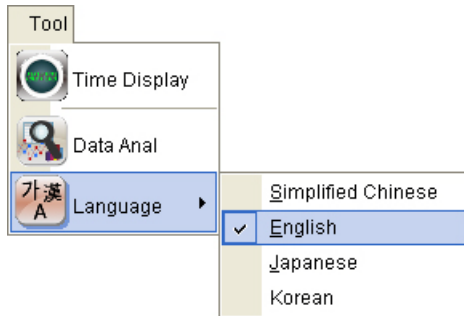 Tool
Time Display
Data Anal
가漢
A
Language
Simplified Chinese
English
Japanese
Korean